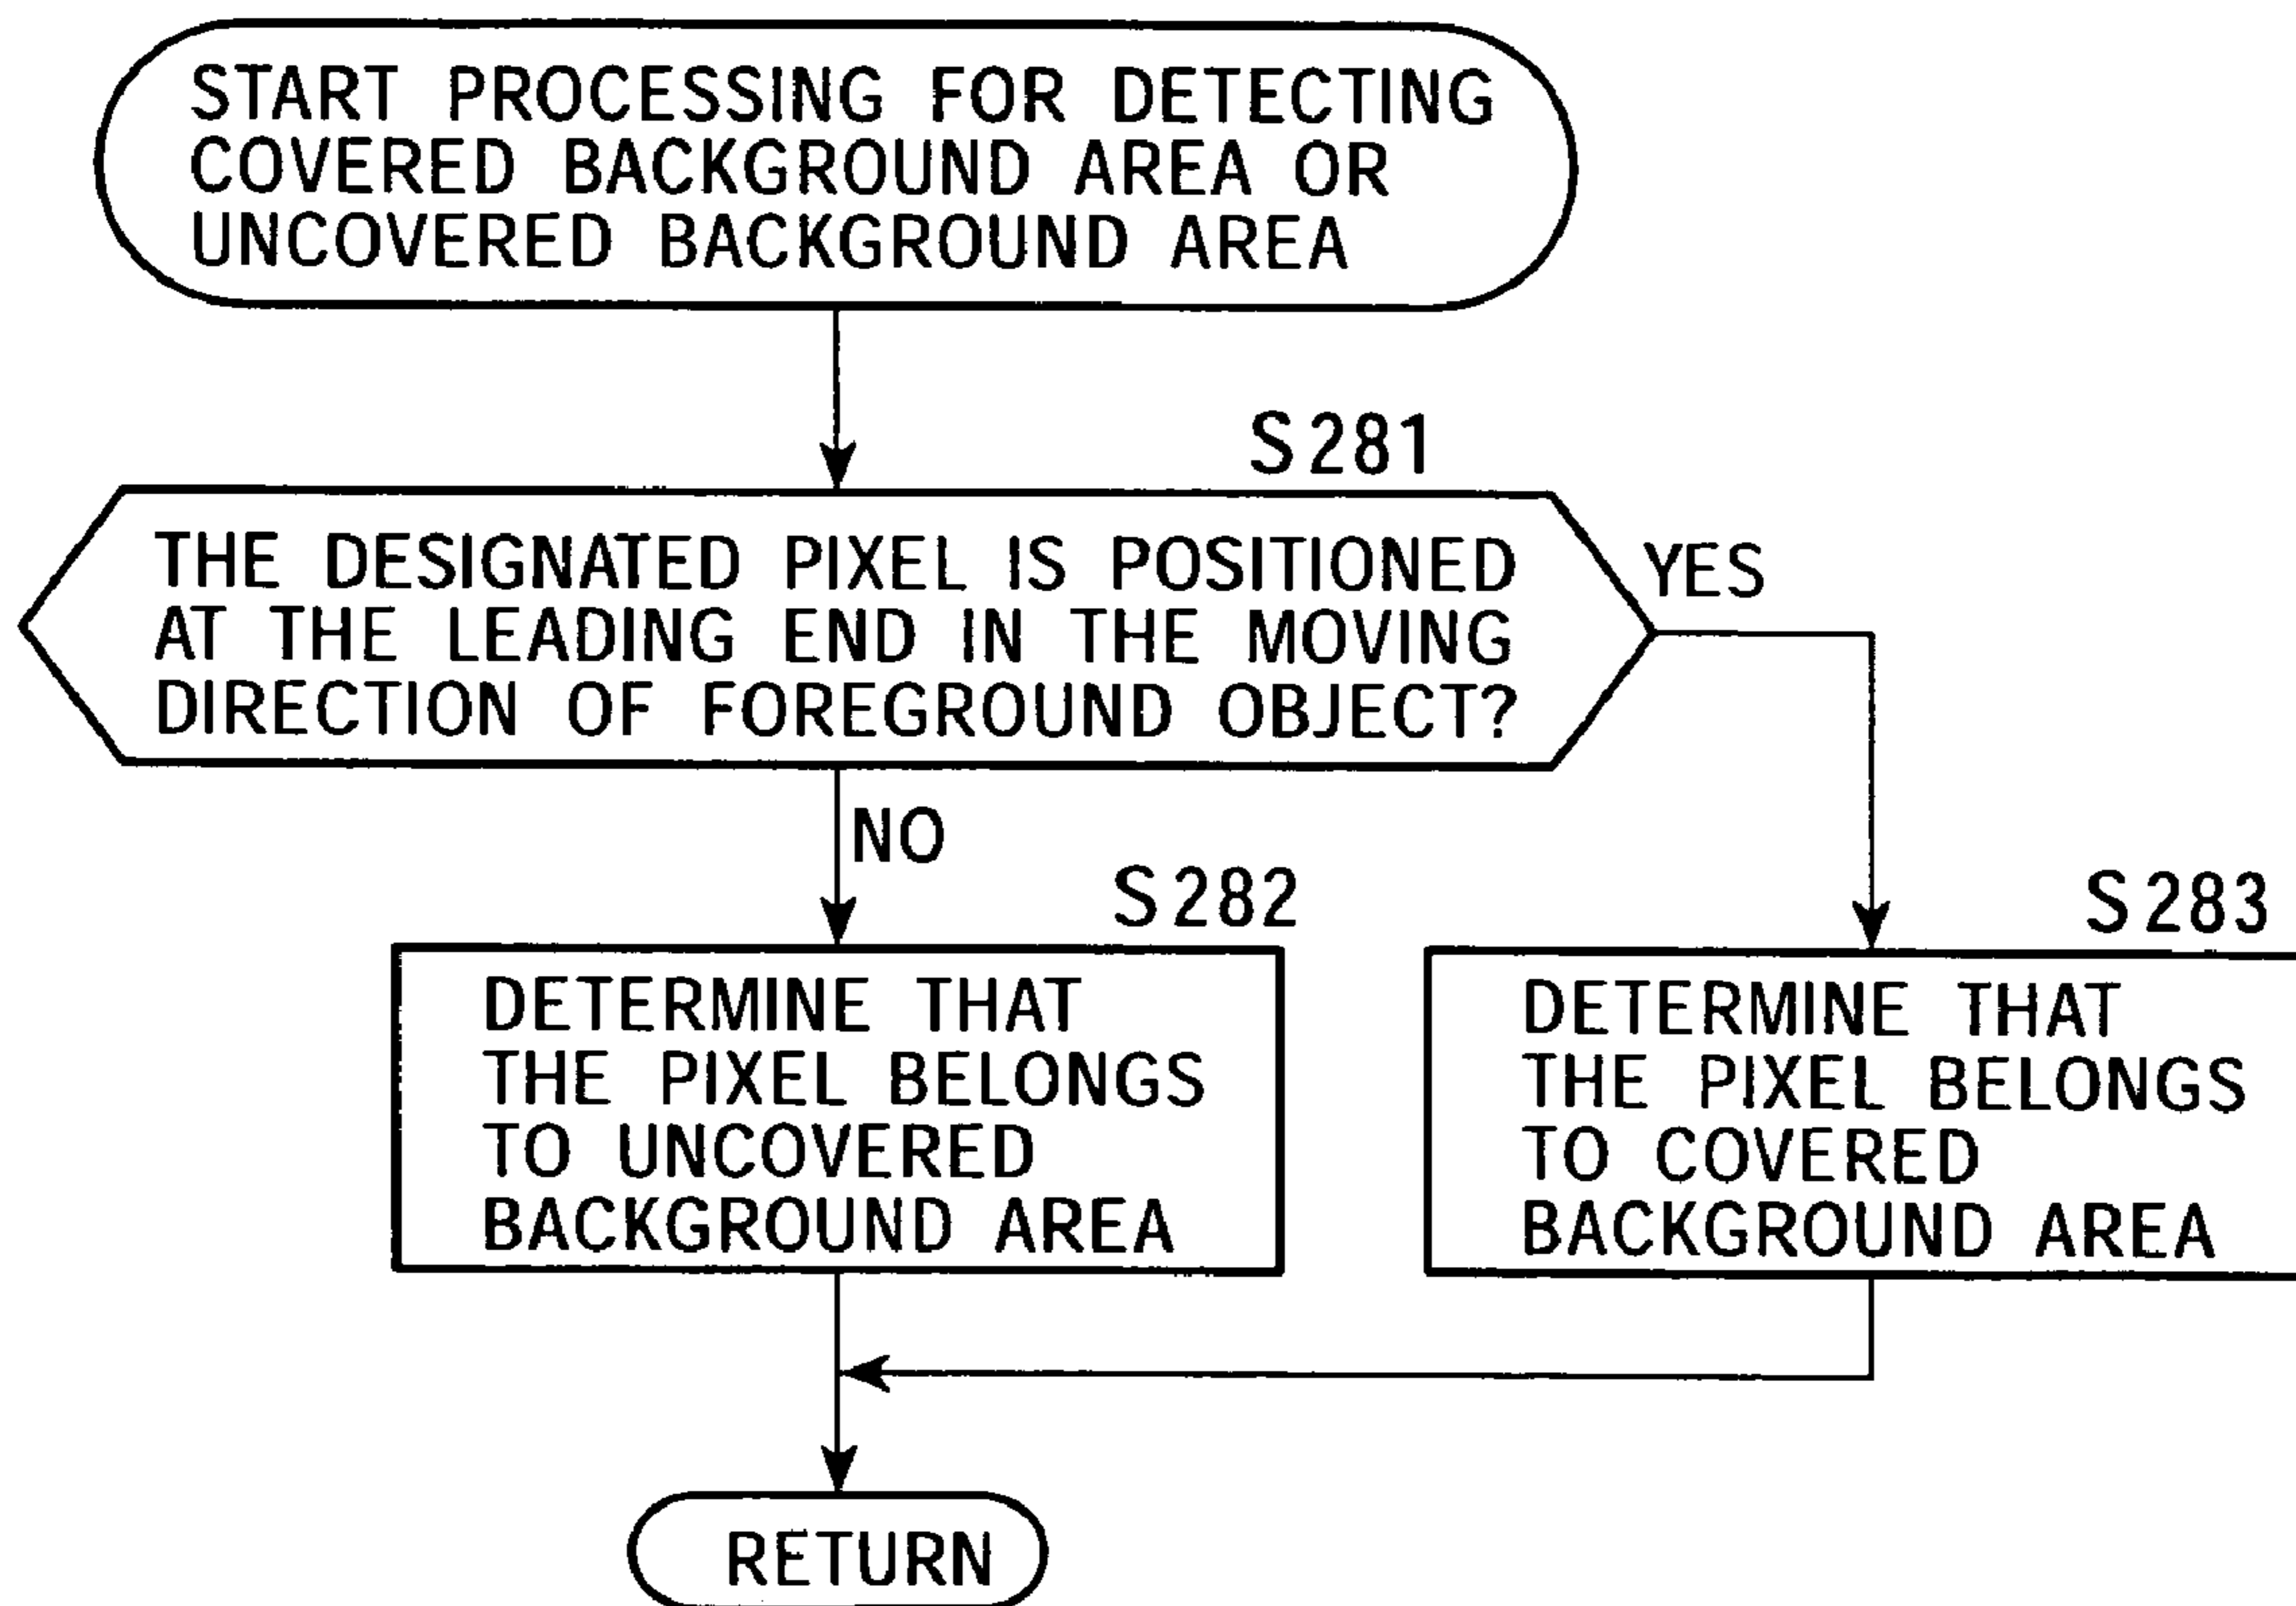 START PROCESSING FOR DETECTING
COVERED BACKGROUND AREA OR
UNCOVERED BACKGROUND AREA
S281
THE DESIGNATED PIXEL IS POSITIONED
AT THE LEADING END IN THE MOVING
DIRECTION OF FOREGROUND OBJECT?
YES
NO
S282
DETERMINE THAT
THE PIXEL BELONGS
TO UNCOVERED
BACKGROUND AREA
S283
DETERMINE THAT
THE PIXEL BELONGS
TO COVERED
BACKGROUND AREA
RETURN